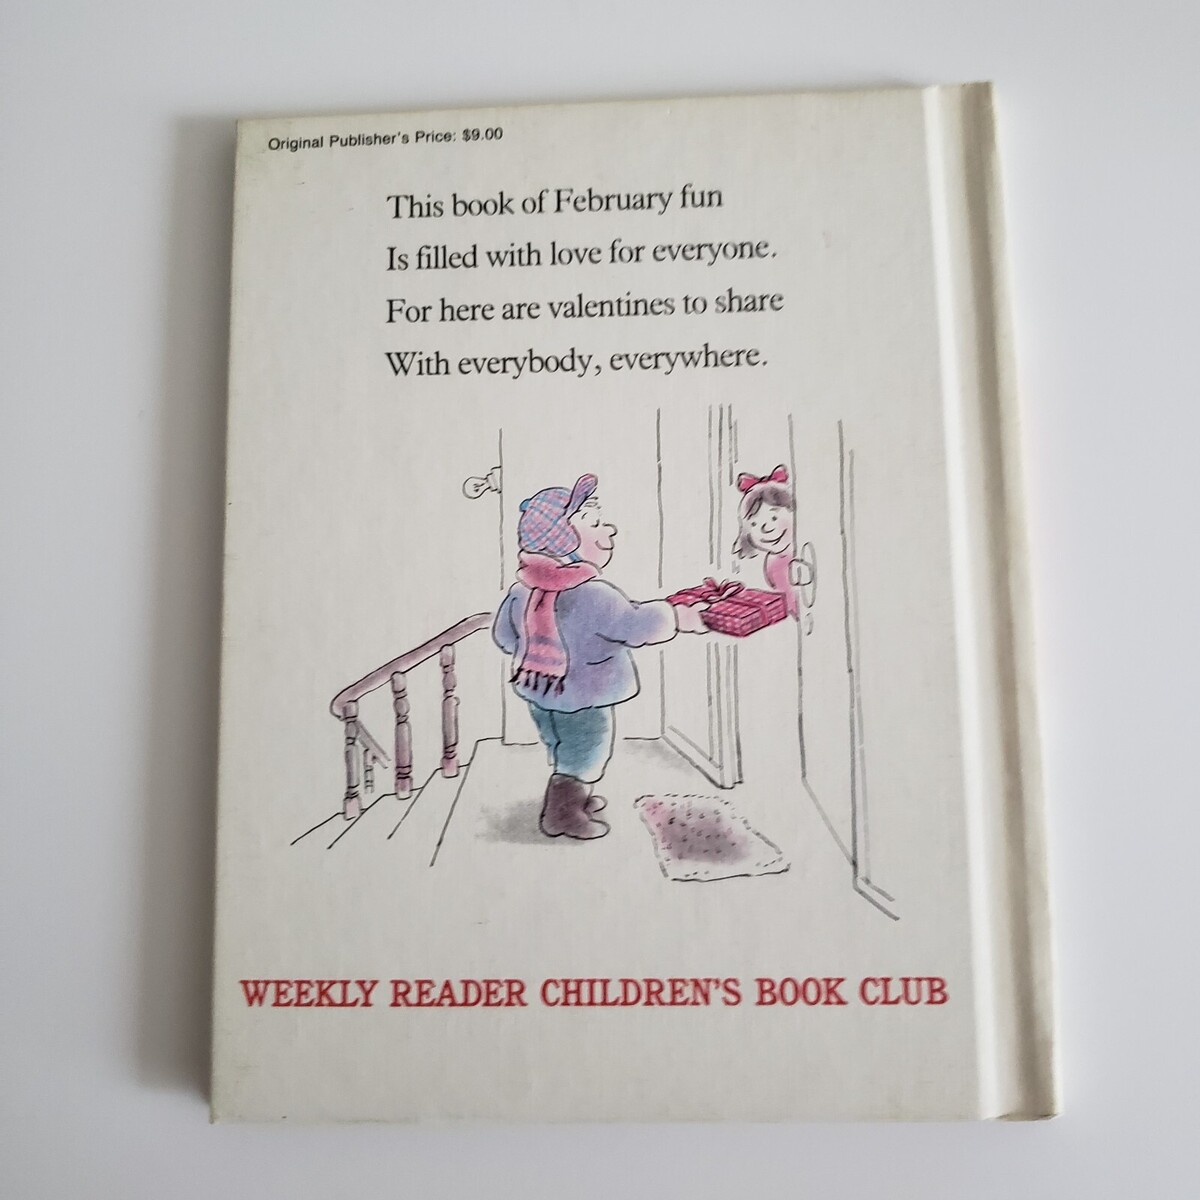 Original Publisher's Price: $9.00
This book of February fun
Is filled with love for everyone.
For here are valentines to share
With everybody, everywhere.
WEEKLY READER CHILDREN'S BOOK CLUB